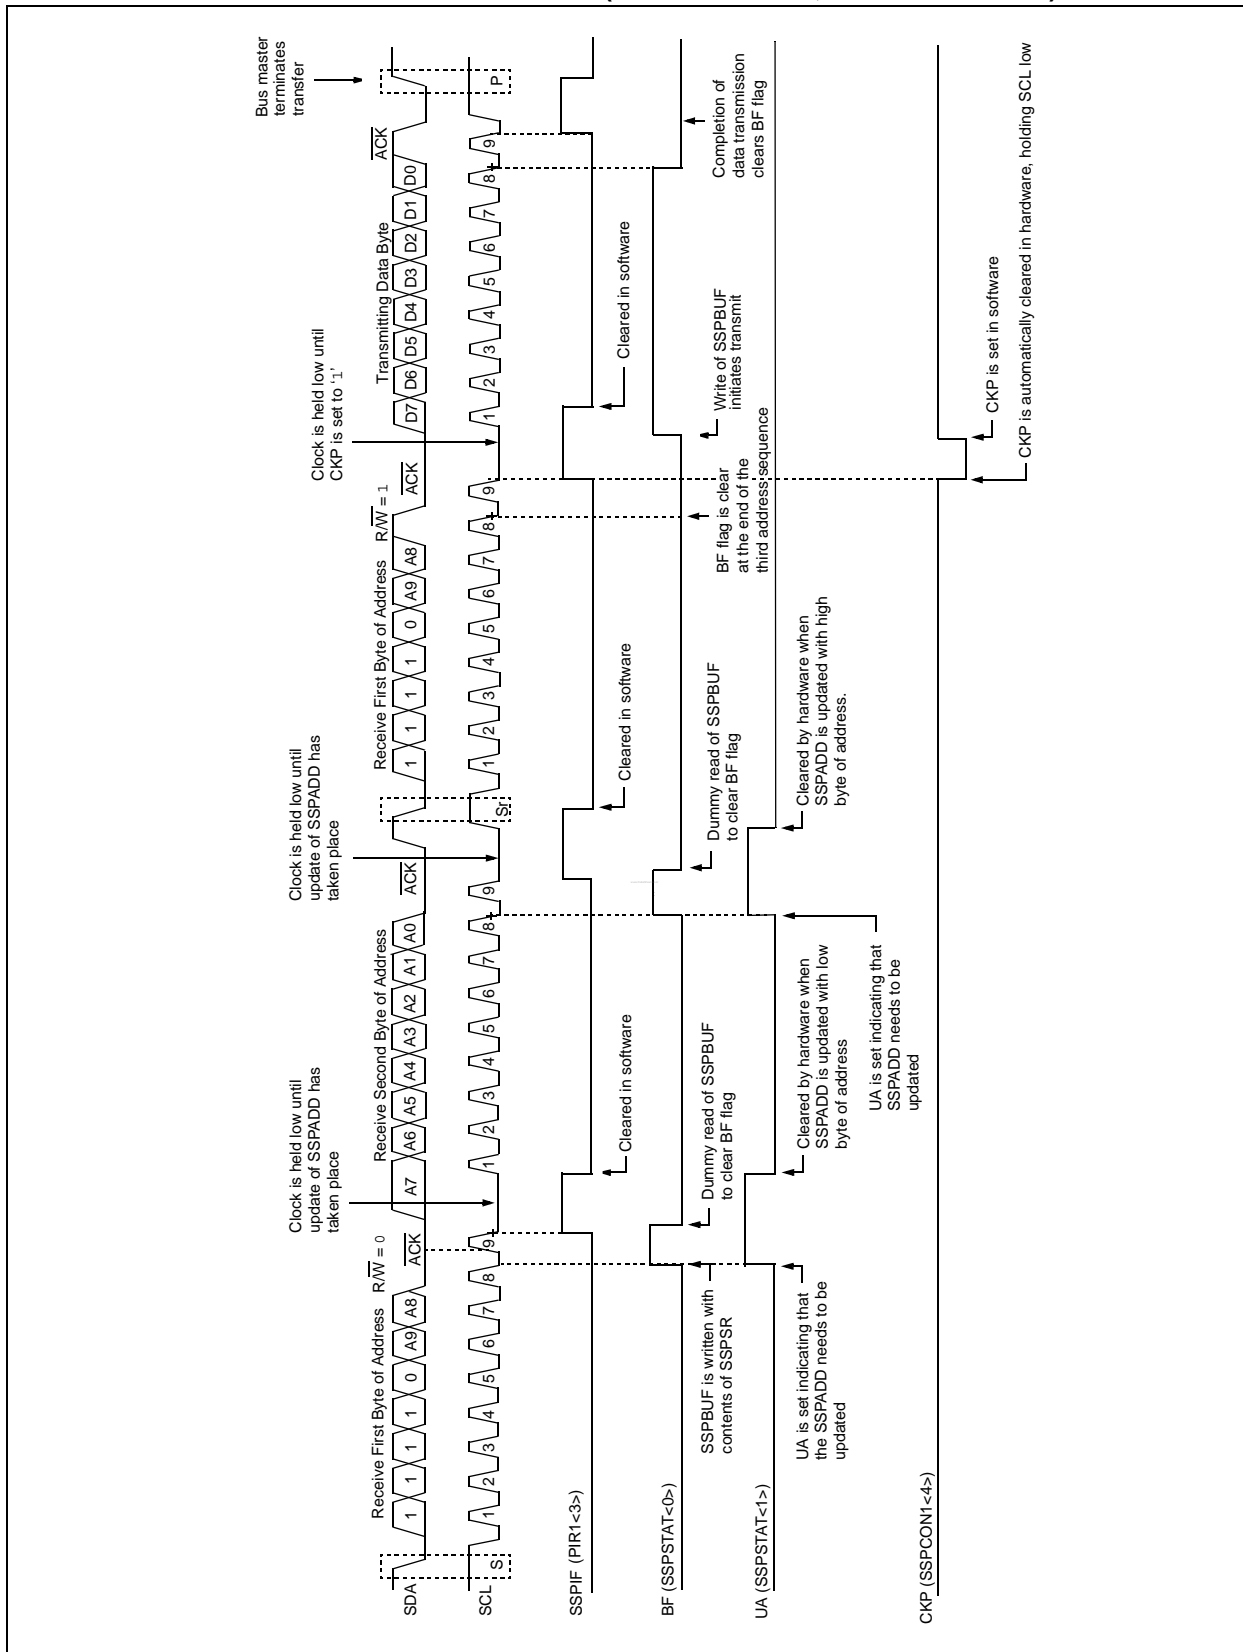 Bus master
terminates
transfer
SDA
S
Receive First Byte of Address
R/W = 0
1 1 1 1 0 A9 A8
ACK
Clock is held low until
update of SSPADD has
taken place
Receive Second Byte of Address
A7 A6 A5 A4 A3 A2 A1 A0
ACK
Clock is held low until
update of SSPADD has
taken place
Sr
Receive First Byte of Address
R/W = 1
1 1 1 1 0 A9 A8
ACK
Clock is held low until
CKP is set to ‘1’
Transmitting Data Byte
D7 D6 D5 D4 D3 D2 D1 D0
ACK
P
SCL
1 2 3 4 5 6 7 8 9
1 2 3 4 5 6 7 8 9
1 2 3 4 5 6 7 8 9
1 2 3 4 5 6 7 8 9
SSPIF (PIR1<3>)
Cleared in software
Cleared in software
Cleared in software
BF (SSPSTAT<0>)
SSPBUF is written with
contents of SSPSR
Dummy read of SSPBUF
to clear BF flag
Dummy read of SSPBUF
to clear BF flag
BF flag is clear
at the end of the
third address sequence
Write of SSPBUF
initiates transmit
Completion of
data transmission
clears BF flag
UA (SSPSTAT<1>)
UA is set indicating that
the SSPADD needs to be
updated
Cleared by hardware when
SSPADD is updated with low
byte of address
UA is set indicating that
SSPADD needs to be
updated
Cleared by hardware when
SSPADD is updated with high
byte of address.
CKP (SSPCON1<4>)
CKP is set in software
CKP is automatically cleared in hardware, holding SCL low